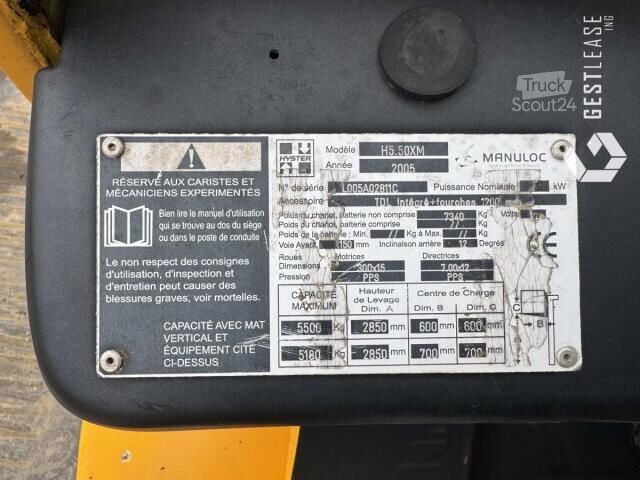 GESTLEASE
ING
Truck
Scout24
RÉSERVÉ AUX CARISTES ET
MÉCANICIENS EXPÉRIMENTÉS
Bien lire le manuel d'utilisation
qui se trouve au dos du siège
ou dans le poste de conduite
Le non respect des consignes
d'utilisation, d'inspection et
d'entretien peut causer des
blessures graves, voir mortelles.
CAPACITÉ AVEC MAT
VERTICAL ET
ÉQUIPEMENT CITÉ
CI-DESSUS
HYSTER
Modèle H5.50XM
Année 2005
MANULOC
N° de série L005A02811C Puissance Nominale kW
Accessoire TDL intégré+fourches 1200
Poids du chariot, batterie non comprise 7340 Kg Voltage
Poids du chariot, batterie comprise // Kg
Poids de la batterie : Min. // Kg à Max. // Kg
Voie Avant 1150 mm Inclinaison arrière 12 Degrés
Roues Motrices Directrices
Dimensions 300x15 7.00x12
Pression PPS PPS
CAPACITÉ MAXIMUM Hauteur de Levage Dim. A Centre de Charge Dim. B Dim. C
5500 Kg 2850 mm 600 mm 600 mm
5180 Kg 2850 mm 700 mm 700 mm
C
B
CE